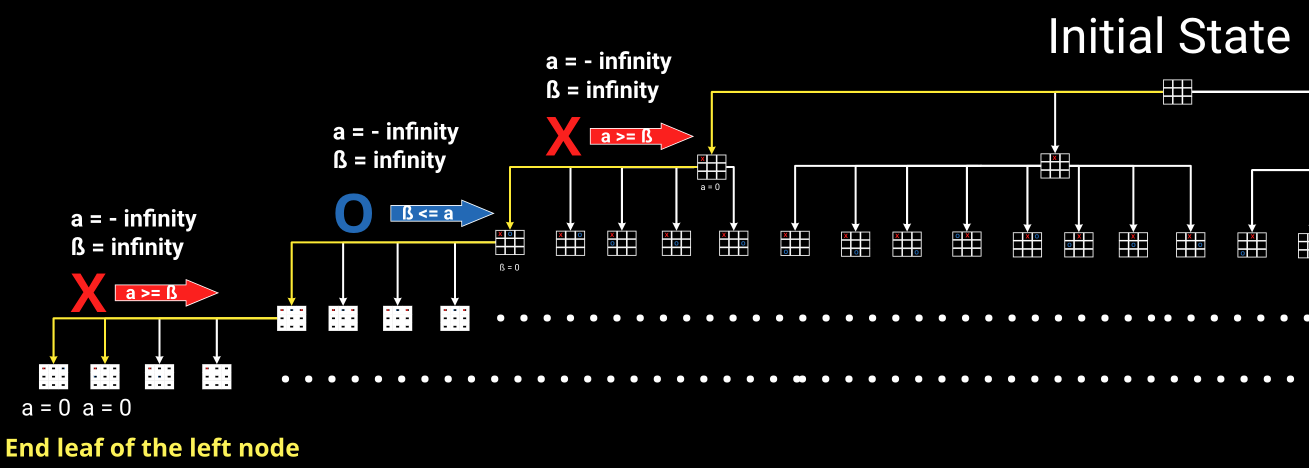 Initial State
a = - infinity
ß = infinity
X a >= ß
a = 0
a = - infinity
ß = infinity
O ß <= a
ß = 0
a = - infinity
ß = infinity
X a >= ß
a = 0 a = 0
End leaf of the left node